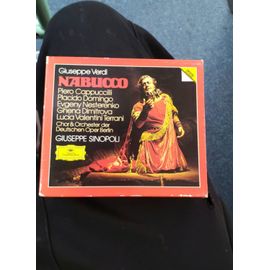 Giuseppe Verdi
NABUCCO
Piero Cappuccilli
Placido Domingo
Evgeny Nesterenko
Ghena Dimitrova
Lucia Valentini Terrani
Chor & Orchester der
Deutschen Oper Berlin
GIUSEPPE SINOPOLI